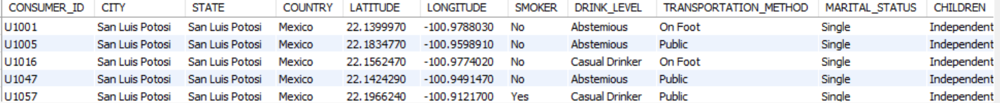 CONSUMER_ID CITY STATE COUNTRY LATITUDE LONGITUDE SMOKER DRINK_LEVEL TRANSPORTATION_METHOD MARITAL_STATUS CHILDREN
U1001 San Luis Potosi San Luis Potosi Mexico 22.1399970 -100.9788030 No Abstemious On Foot Single Independent
U1005 San Luis Potosi San Luis Potosi Mexico 22.1834770 -100.9598910 No Abstemious Public Single Independent
U1016 San Luis Potosi San Luis Potosi Mexico 22.1562470 -100.9774020 No Casual Drinker On Foot Single Independent
U1047 San Luis Potosi San Luis Potosi Mexico 22.1424290 -100.9491470 No Abstemious Public Single Independent
U1057 San Luis Potosi San Luis Potosi Mexico 22.1966240 -100.9121700 Yes Casual Drinker Public Single Independent